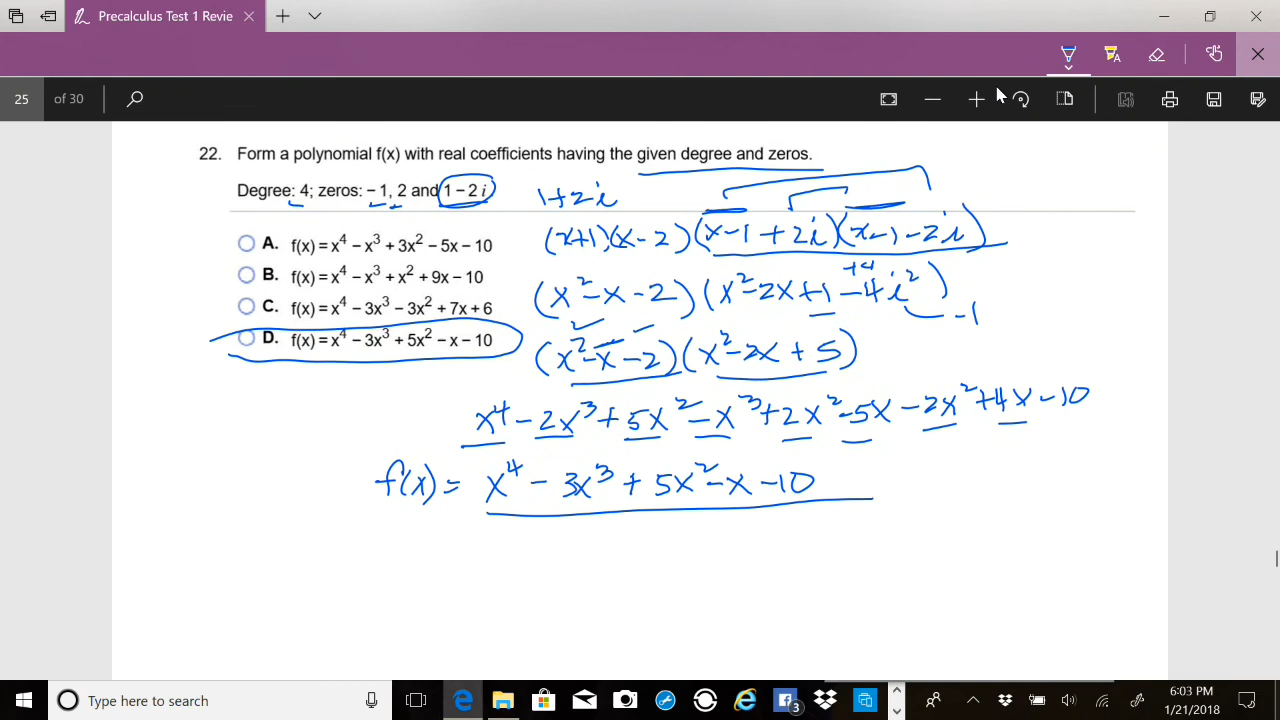 Precalculus Test 1 Revie
25 of 30
22. Form a polynomial f(x) with real coefficients having the given degree and zeros.
Degree: 4; zeros: − 1, 2 and 1 − 2 i
1+2i
A. f(x) = x⁴ − x³ + 3x² − 5x − 10
B. f(x) = x⁴ − x³ + x² + 9x − 10
C. f(x) = x⁴ − 3x³ − 3x² + 7x + 6
D. f(x) = x⁴ − 3x³ + 5x² − x − 10
(x+1)(x−2)(x−1+2i)(x−1−2i)
+4
(x²−x−2)(x²−2x+1−4i²)
−1
(x²−x−2)(x²−2x+5)
x⁴−2x³+5x²−x³+2x²−5x−2x²+4x−10
f(x)= x⁴−3x³+5x²−x−10
Type here to search
3
6:03 PM
1/21/2018